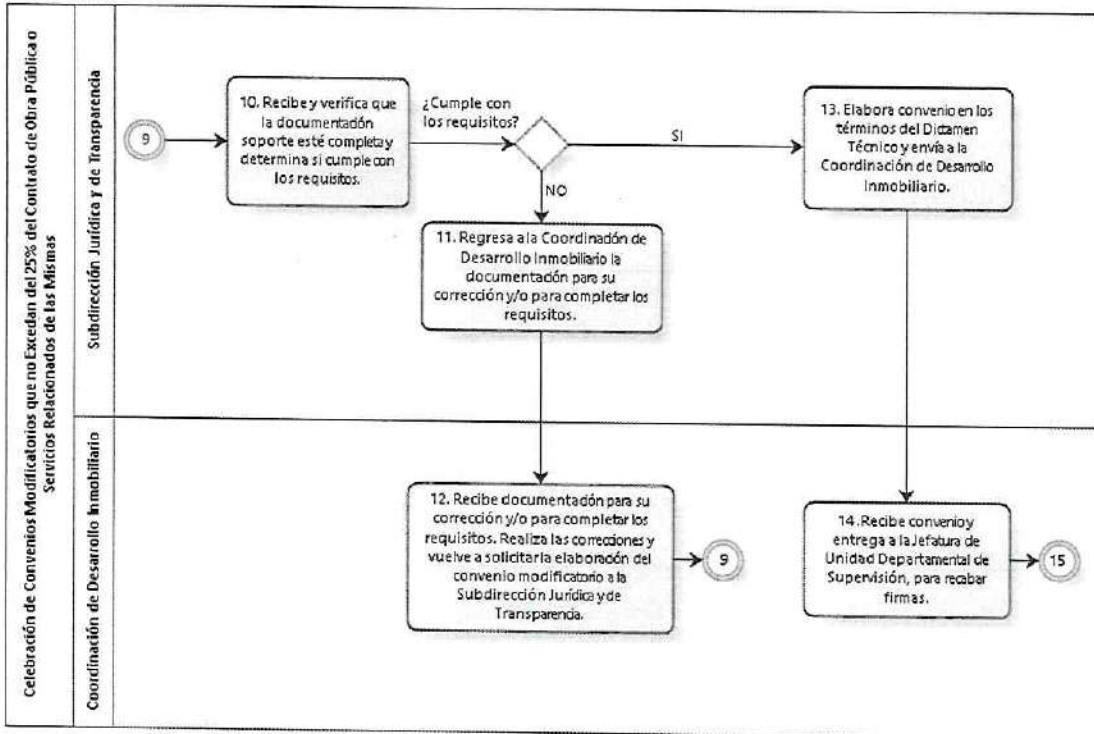 Celebración de Convenios Modificatorios que no Excedan del 25% del Contrato de Obra Pública o
Servicios Relacionados de las Mismas
Subdirección Jurídica y de Transparencia
9
10. Recibe y verifica que
la documentación
soporte esté completa y
determina si cumple con
los requisitos.
¿Cumple con
los requisitos?
SI
NO
13. Elabora convenio en los
términos del Dictamen
Técnico y envía a la
Coordinación de Desarrollo
Inmobiliario.
11. Regresa a la Coordinación de
Desarrollo Inmobiliario la
documentación para su
corrección y/o para completar los
requisitos.
Coordinación de Desarrollo Inmobiliario
12. Recibe documentación para su
corrección y/o para completar los
requisitos. Realiza las correcciones y
vuelve a solicitar la elaboración del
convenio modificatorio a la
Subdirección Jurídica y de
Transparencia.
9
14. Recibe convenio y
entrega a la Jefatura de
Unidad Departamental de
Supervisión, para recabar
firmas.
15